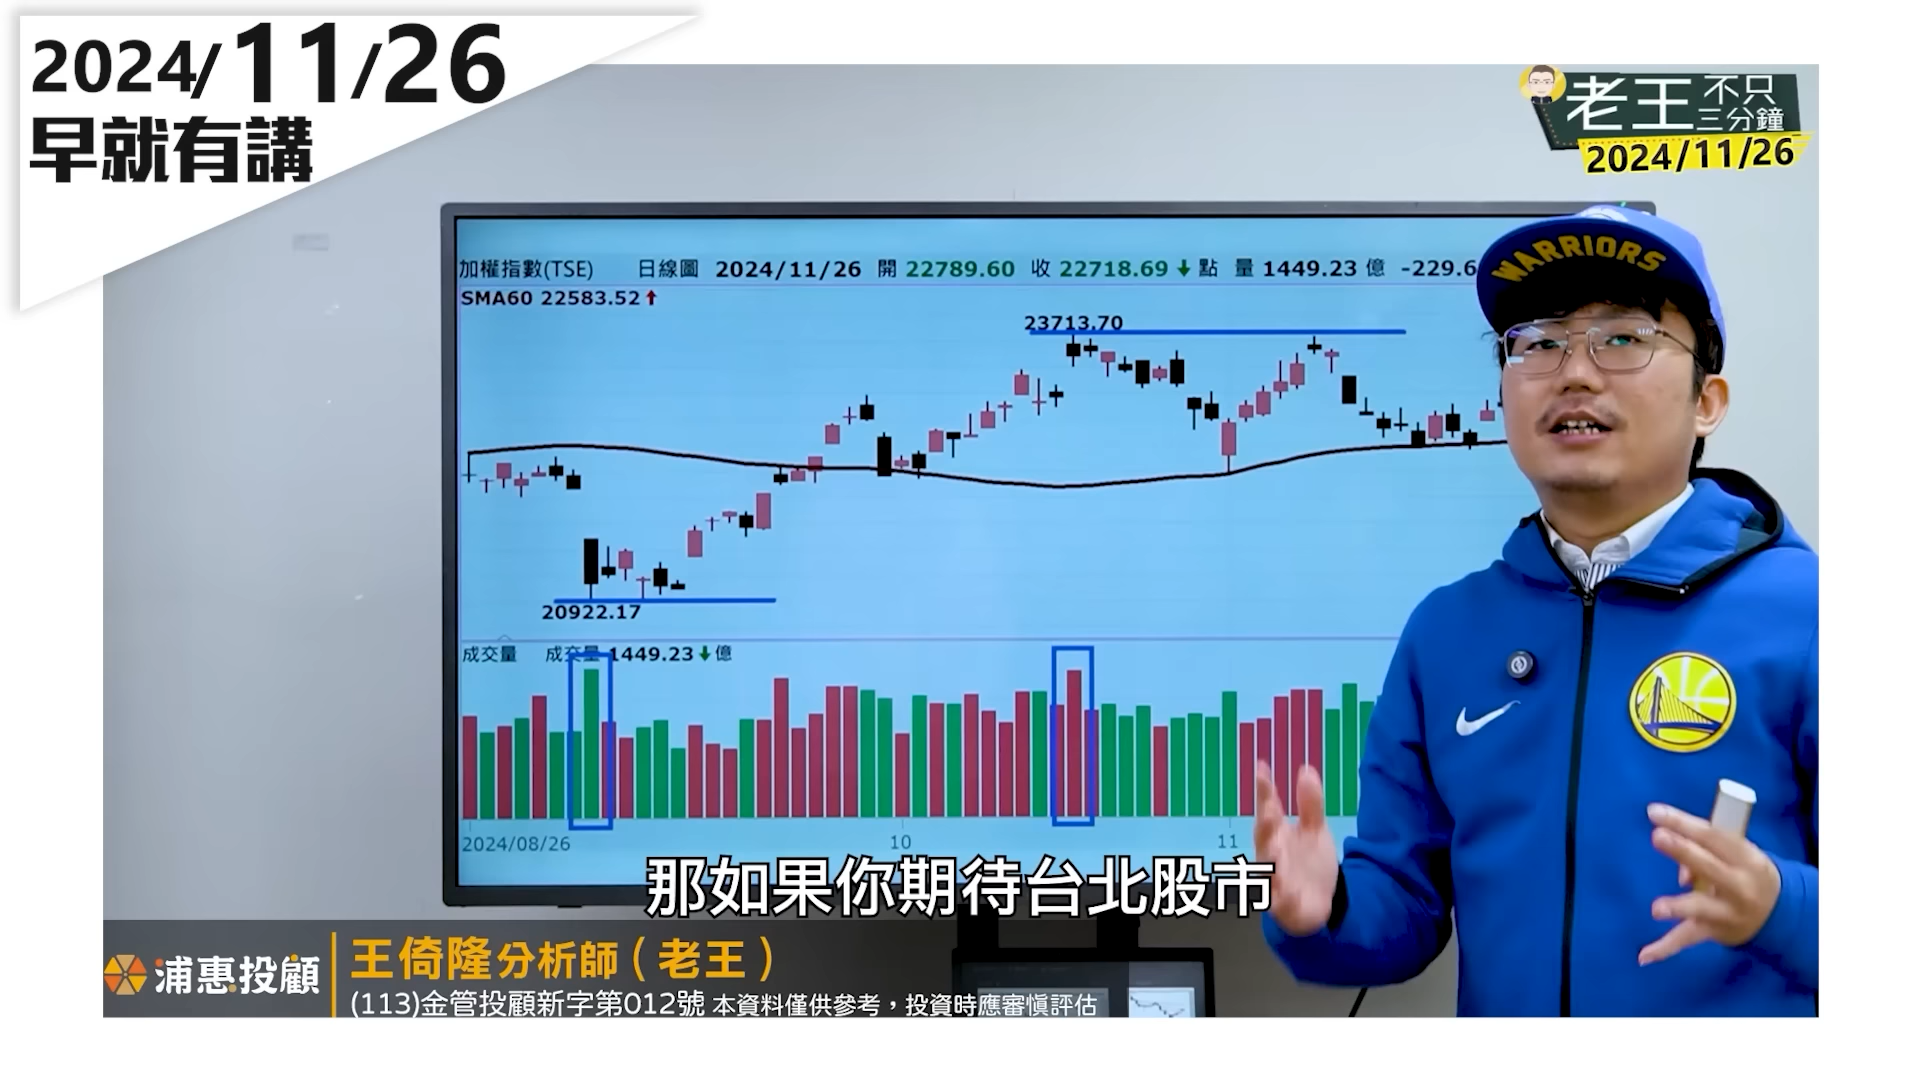 2024/11/26
早就有講
老王不只三分鐘
2024/11/26
WARRIORS
加權指數(TSE) 日線圖 2024/11/26 開 22789.60 收 22718.69↓點 量 1449.23 億 -229.6
SMA60 22583.52↑
23713.70
20922.17
成交量 成交量 1449.23↓億
2024/08/26 10 11
那如果你期待台北股市
浦惠投顧
王倚隆分析師(老王)
(113)金管投顧新字第012號 本資料僅供參考，投資時應審慎評估